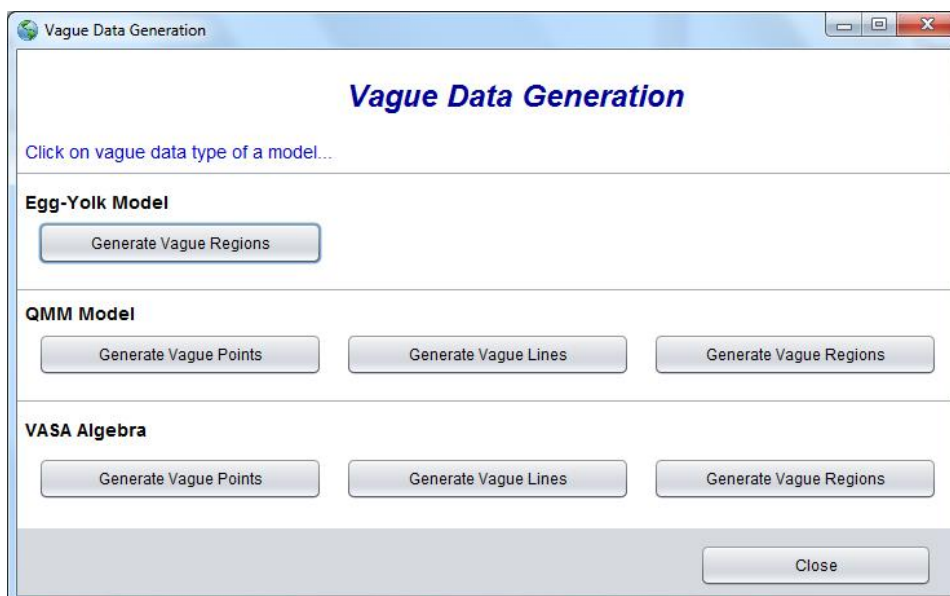 Vague Data Generation
Vague Data Generation
Click on vague data type of a model...
Egg-Yolk Model
Generate Vague Regions
QMM Model
Generate Vague Points Generate Vague Lines Generate Vague Regions
VASA Algebra
Generate Vague Points Generate Vague Lines Generate Vague Regions
Close